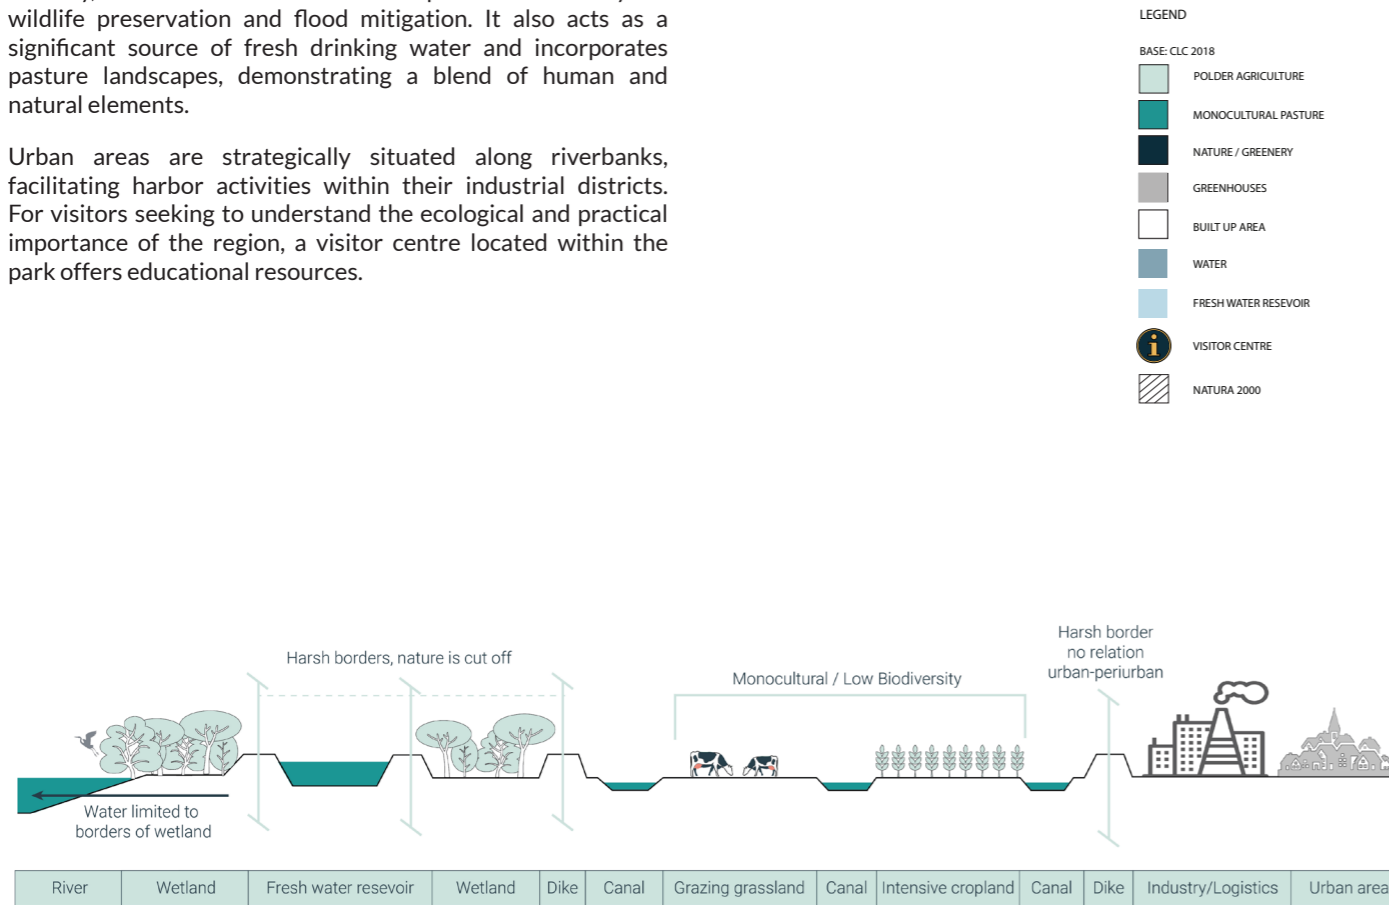 wildlife preservation and flood mitigation. It also acts as a
significant source of fresh drinking water and incorporates
pasture landscapes, demonstrating a blend of human and
natural elements.
Urban areas are strategically situated along riverbanks,
facilitating harbor activities within their industrial districts.
For visitors seeking to understand the ecological and practical
importance of the region, a visitor centre located within the
park offers educational resources.
LEGEND
BASE: CLC 2018
POLDER AGRICULTURE
MONOCULTURAL PASTURE
NATURE / GREENERY
GREENHOUSES
BUILT UP AREA
WATER
FRESH WATER RESEVOIR
i
VISITOR CENTRE
NATURA 2000
Harsh borders, nature is cut off
Monocultural / Low Biodiversity
Harsh border
no relation
urban-periurban
Water limited to
borders of wetland
River
Wetland
Fresh water resevoir
Wetland
Dike
Canal
Grazing grassland
Canal
Intensive cropland
Canal
Dike
Industry/Logistics
Urban area